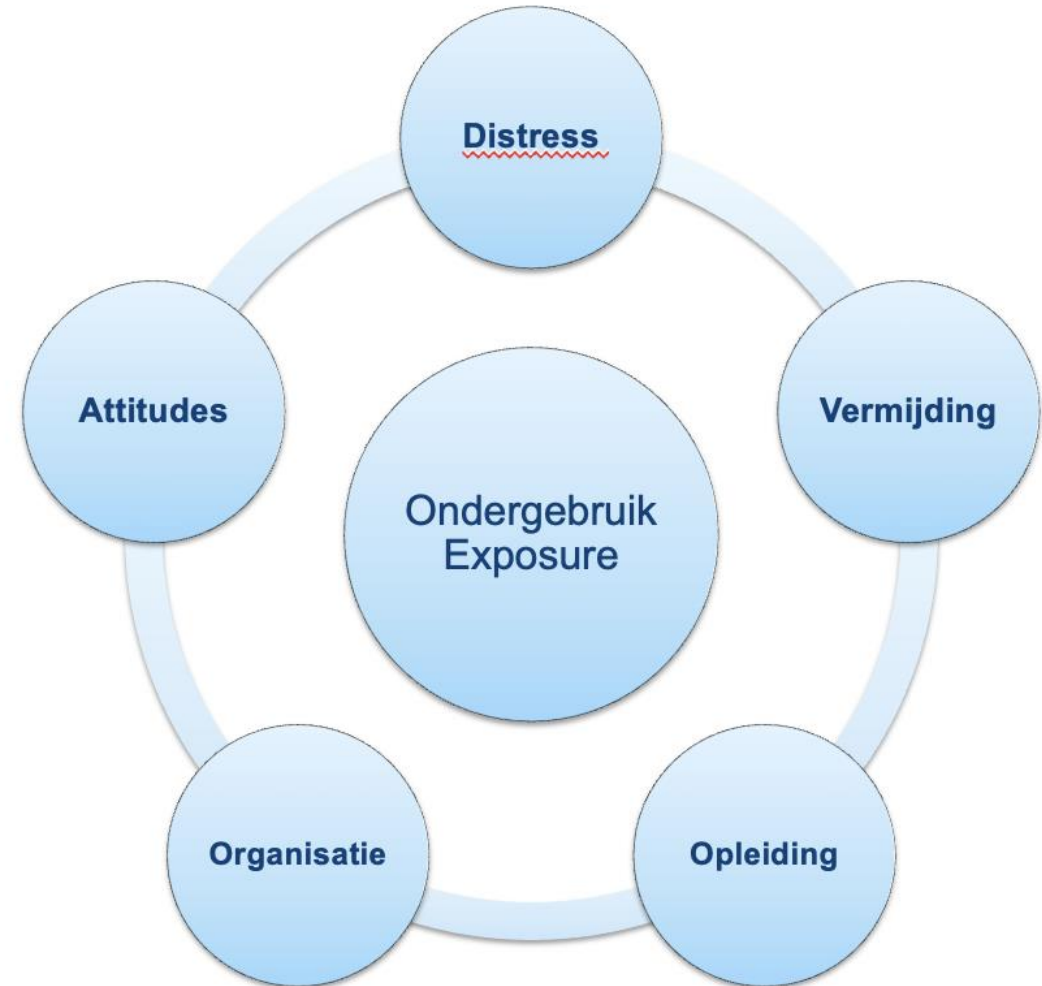 Distress
Attitudes
Vermijding
Ondergebruik
Exposure
Organisatie
Opleiding